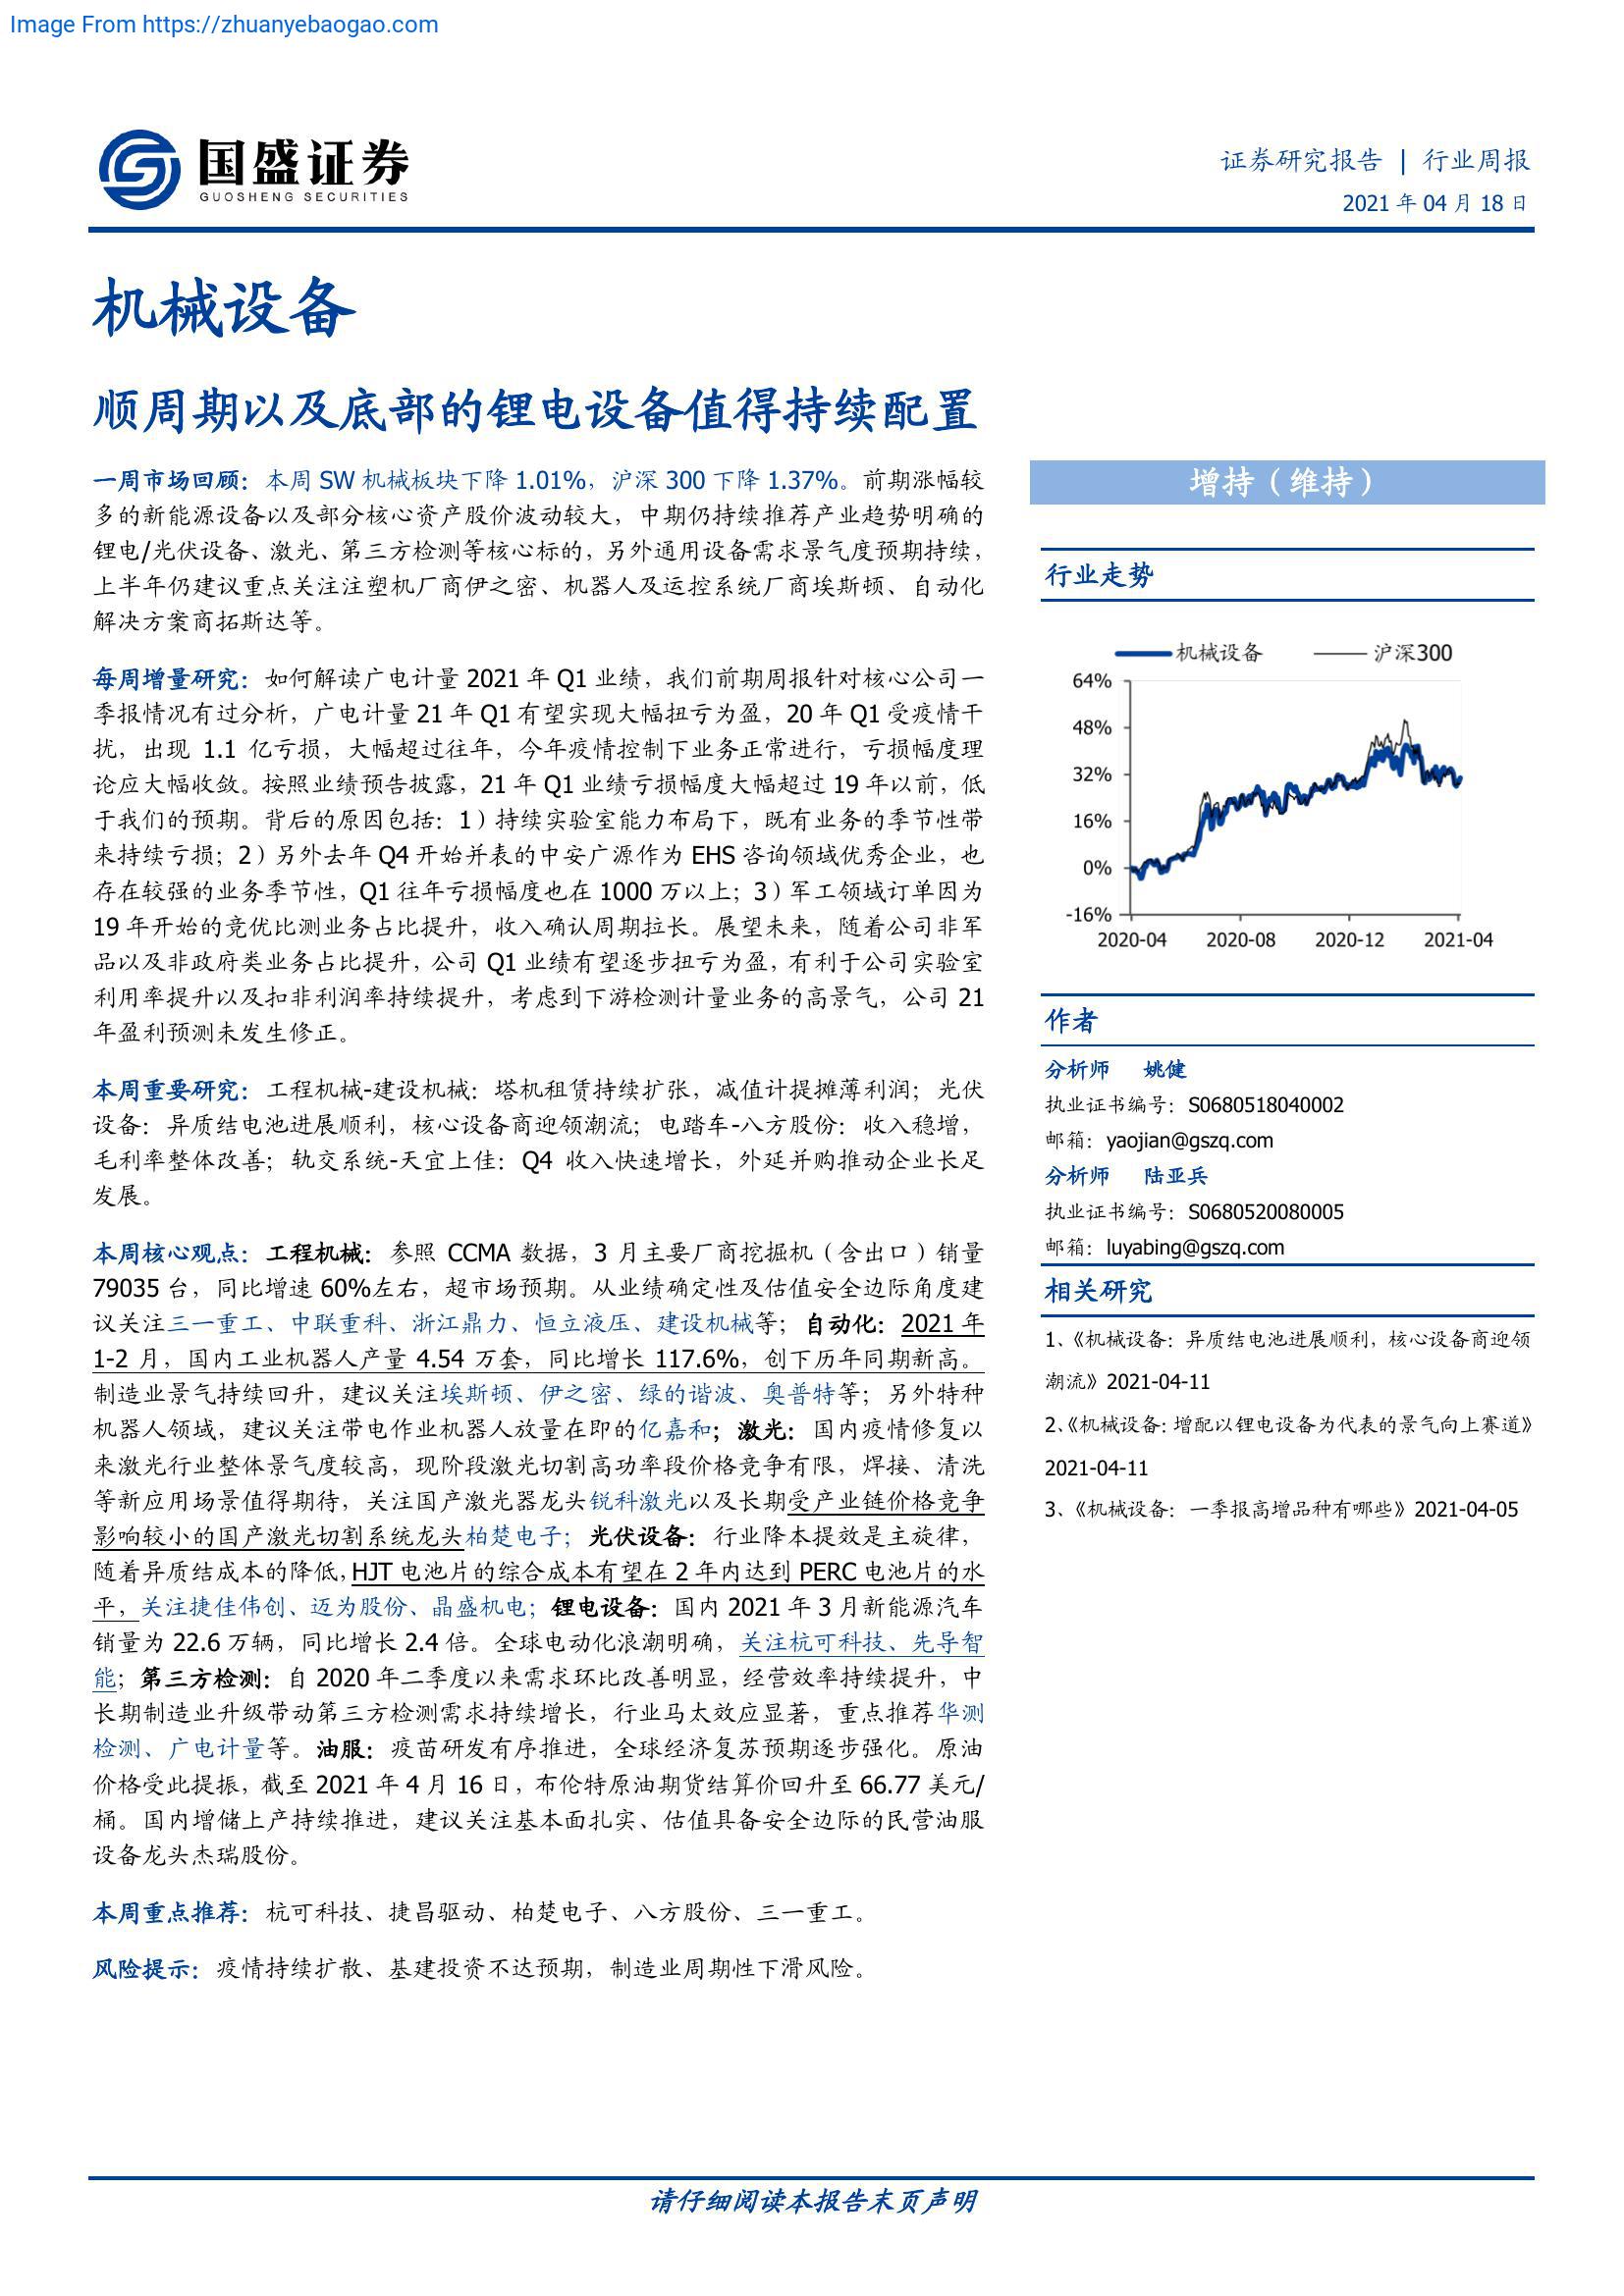 Image From https://zhuanyebaogao.com
国盛证券
GUOSHENG SECURITIES
证券研究报告 | 行业周报
2021 年 04 月 18 日
机械设备
顺周期以及底部的锂电设备值得持续配置
一周市场回顾：本周 SW 机械板块下降 1.01%，沪深 300 下降 1.37%。前期涨幅较
多的新能源设备以及部分核心资产股价波动较大，中期仍持续推荐产业趋势明确的
锂电/光伏设备、激光、第三方检测等核心标的，另外通用设备需求景气度预期持续，
上半年仍建议重点关注注塑机厂商伊之密、机器人及运控系统厂商埃斯顿、自动化
解决方案商拓斯达等。
每周增量研究：如何解读广电计量 2021 年 Q1 业绩，我们前期周报针对核心公司一
季报情况有过分析，广电计量 21 年 Q1 有望实现大幅扭亏为盈，20 年 Q1 受疫情干
扰，出现 1.1 亿亏损，大幅超过往年，今年疫情控制下业务正常进行，亏损幅度理
论应大幅收敛。按照业绩预告披露，21 年 Q1 业绩亏损幅度大幅超过 19 年以前，低
于我们的预期。背后的原因包括：1）持续实验室能力布局下，既有业务的季节性带
来持续亏损；2）另外去年 Q4 开始并表的中安广源作为 EHS 咨询领域优秀企业，也
存在较强的业务季节性，Q1 往年亏损幅度也在 1000 万以上；3）军工领域订单因为
19 年开始的竞优比测业务占比提升，收入确认周期拉长。展望未来，随着公司非军
品以及非政府类业务占比提升，公司 Q1 业绩有望逐步扭亏为盈，有利于公司实验室
利用率提升以及扣非利润率持续提升，考虑到下游检测计量业务的高景气，公司 21
年盈利预测未发生修正。
本周重要研究：工程机械-建设机械：塔机租赁持续扩张，减值计提摊薄利润；光伏
设备：异质结电池进展顺利，核心设备商迎领潮流；电踏车-八方股份：收入稳增，
毛利率整体改善；轨交系统-天宜上佳：Q4 收入快速增长，外延并购推动企业长足
发展。
本周核心观点：工程机械：参照 CCMA 数据，3 月主要厂商挖掘机（含出口）销量
79035 台，同比增速 60%左右，超市场预期。从业绩确定性及估值安全边际角度建
议关注三一重工、中联重科、浙江鼎力、恒立液压、建设机械等；自动化：2021 年
1-2 月，国内工业机器人产量 4.54 万套，同比增长 117.6%，创下历年同期新高。
制造业景气持续回升，建议关注埃斯顿、伊之密、绿的谐波、奥普特等；另外特种
机器人领域，建议关注带电作业机器人放量在即的亿嘉和；激光：国内疫情修复以
来激光行业整体景气度较高，现阶段激光切割高功率段价格竞争有限，焊接、清洗
等新应用场景值得期待，关注国产激光器龙头锐科激光以及长期受产业链价格竞争
影响较小的国产激光切割系统龙头柏楚电子；光伏设备：行业降本提效是主旋律，
随着异质结成本的降低，HJT 电池片的综合成本有望在 2 年内达到 PERC 电池片的水
平，关注捷佳伟创、迈为股份、晶盛机电；锂电设备：国内 2021 年 3 月新能源汽车
销量为 22.6 万辆，同比增长 2.4 倍。全球电动化浪潮明确，关注杭可科技、先导智
能；第三方检测：自 2020 年二季度以来需求环比改善明显，经营效率持续提升，中
长期制造业升级带动第三方检测需求持续增长，行业马太效应显著，重点推荐华测
检测、广电计量等。油服：疫苗研发有序推进，全球经济复苏预期逐步强化。原油
价格受此提振，截至 2021 年 4 月 16 日，布伦特原油期货结算价回升至 66.77 美元/
桶。国内增储上产持续推进，建议关注基本面扎实、估值具备安全边际的民营油服
设备龙头杰瑞股份。
本周重点推荐：杭可科技、捷昌驱动、柏楚电子、八方股份、三一重工。
风险提示：疫情持续扩散、基建投资不达预期，制造业周期性下滑风险。
增持（维持）
行业走势
机械设备 沪深300
64%
48%
32%
16%
0%
-16%
2020-04 2020-08 2020-12 2021-04
作者
分析师 姚健
执业证书编号：S0680518040002
邮箱：yaojian@gszq.com
分析师 陆亚兵
执业证书编号：S0680520080005
邮箱：luyabing@gszq.com
相关研究
1、《机械设备：异质结电池进展顺利，核心设备商迎领
潮流》2021-04-11
2、《机械设备：增配以锂电设备为代表的景气向上赛道》
2021-04-11
3、《机械设备：一季报高增品种有哪些》2021-04-05
请仔细阅读本报告末页声明